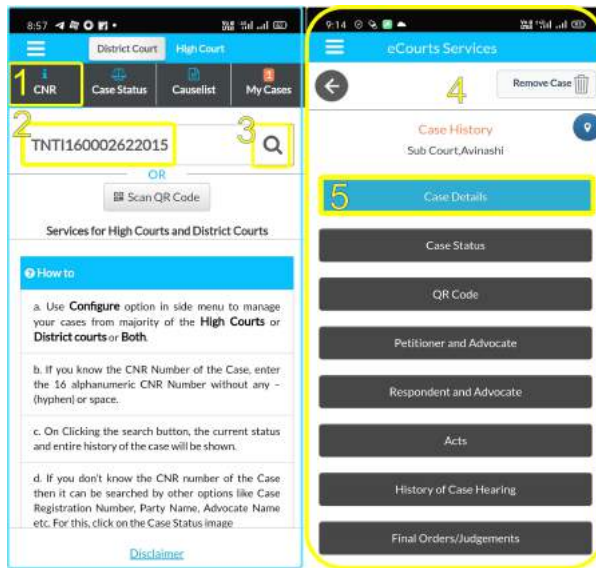 8:57
District Court High Court
1
CNR Case Status Causelist My Cases
1
2
TNTI160002622015
3
OR
Scan QR Code
Services for High Courts and District Courts
How to
a. Use Configure option in side menu to manage
your cases from majority of the High Courts or
District courts or Both.
b. If you know the CNR Number of the Case, enter
the 16 alphanumeric CNR Number without any –
(hyphen) or space.
c. On Clicking the search button, the current status
and entire history of the case will be shown.
d. If you don't know the CNR number of the Case
then it can be searched by other options like Case
Registration Number, Party Name, Advocate Name
etc. For this, click on the Case Status image
Disclaimer
9:14
eCourts Services
4
Remove Case
Case History
Sub Court,Avinashi
5
Case Details
Case Status
QR Code
Petitioner and Advocate
Respondent and Advocate
Acts
History of Case Hearing
Final Orders/Judgements